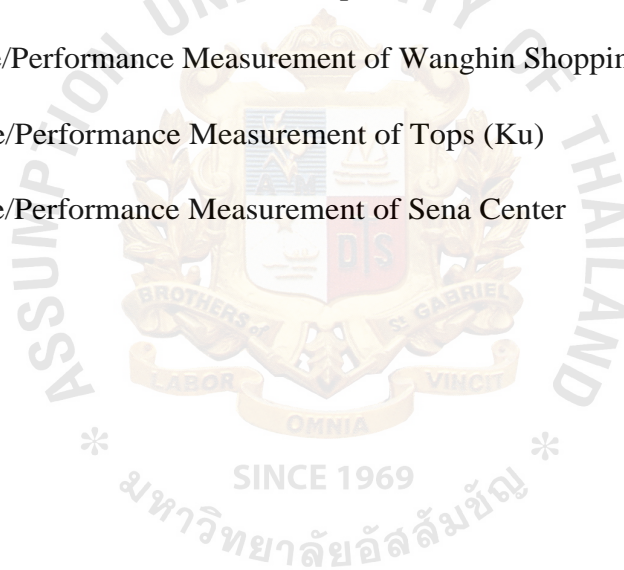 ASSUMPTION UNIVERSITY OF THAILAND
e/Performance Measurement of Wanghin Shoppin
e/Performance Measurement of Tops (Ku)
e/Performance Measurement of Sena Center
A M
D S
BROTHERS of St GABRIEL
LABOR
VINCIT
OMNIA
* SINCE 1969 *
มหาวิทยาลัยอัสสัมชัญ